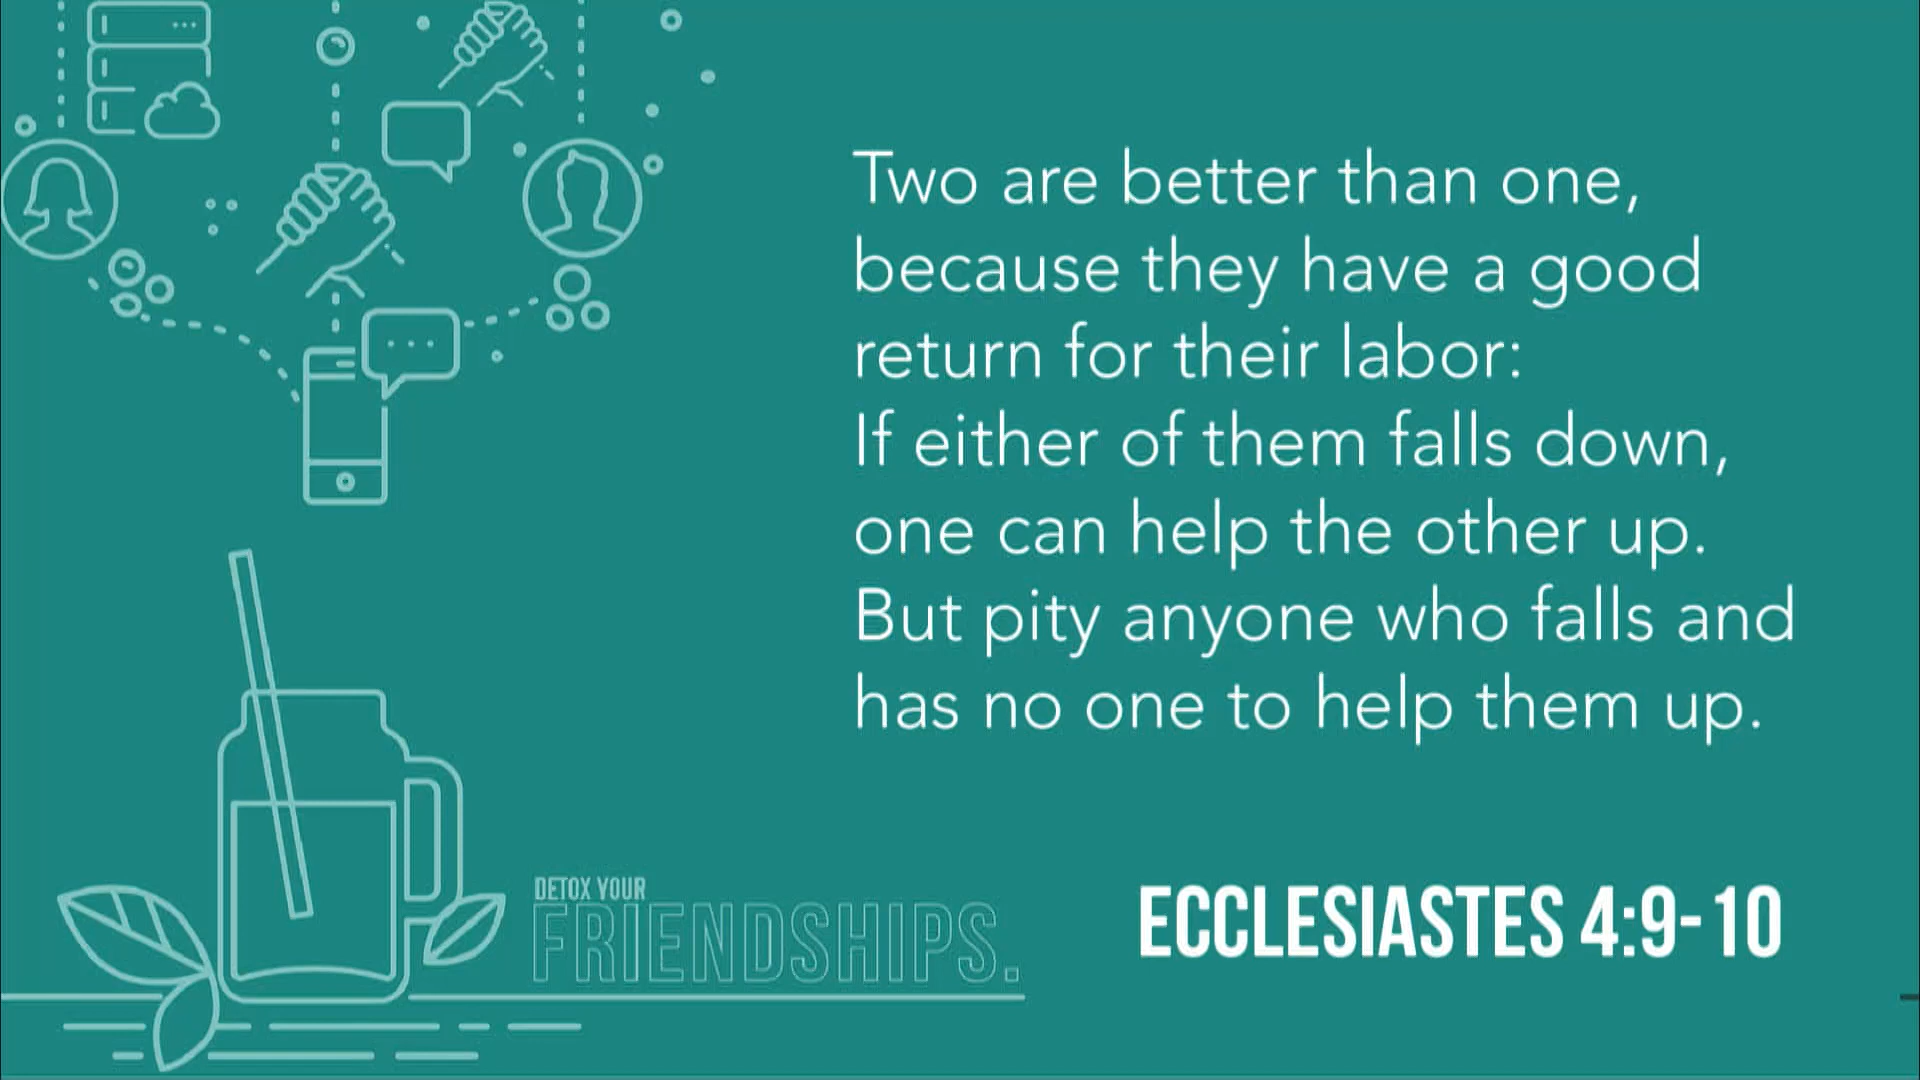 Two are better than one,
because they have a good
return for their labor:
If either of them falls down,
one can help the other up.
But pity anyone who falls and
has no one to help them up.
DETOX YOUR
FRIENDSHIPS.
ECCLESIASTES 4:9-10